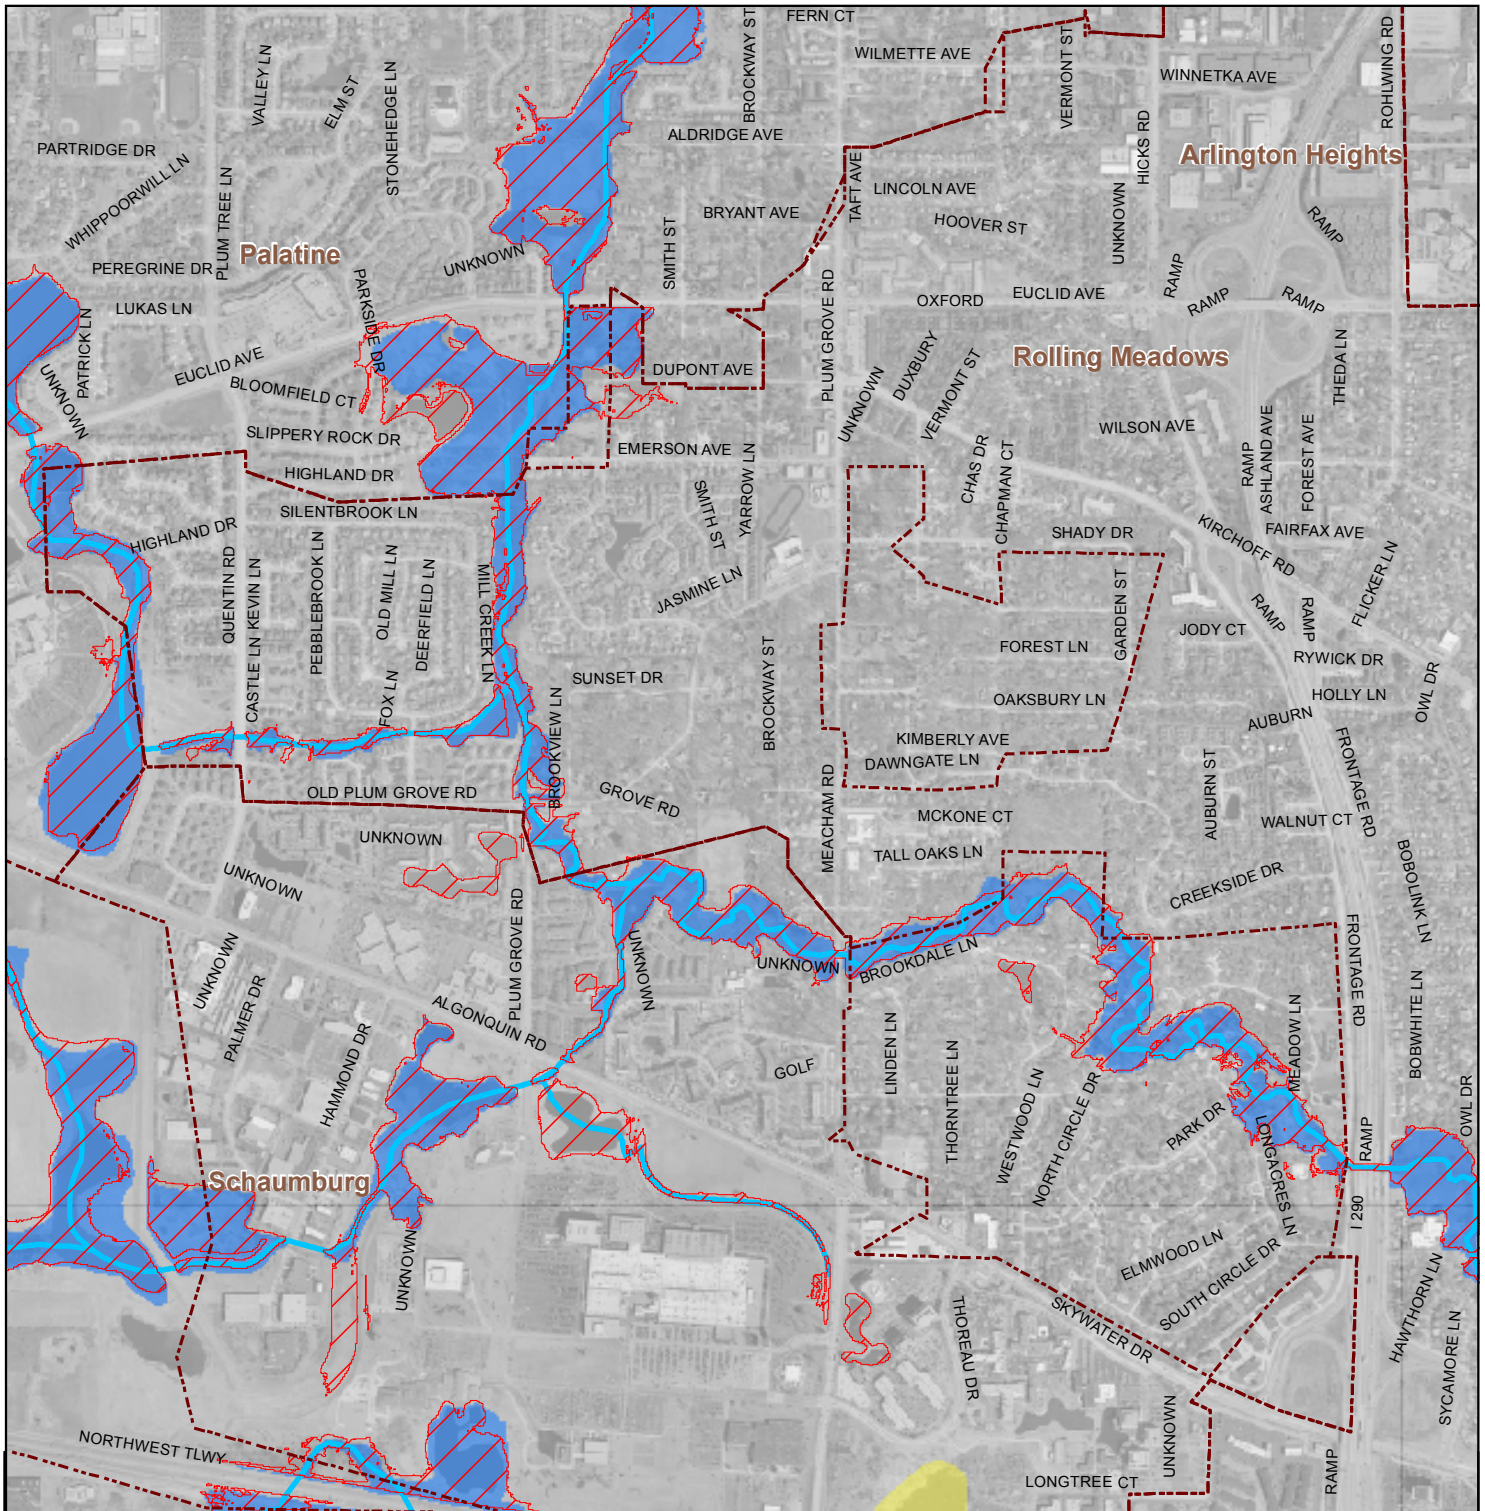 FERN CT
BROCKWAY ST
WILMETTE AVE
VERMONT ST
WINNETKA AVE
ROHLWING RD
VALLEY LN
ELM ST
STONEHEDGE LN
ALDRIDGE AVE
HICKS RD
PARTRIDGE DR
WHIPPOORWILL LN
PLUM TREE LN
Arlington Heights
TAFT AVE
LINCOLN AVE
BRYANT AVE
HOOVER ST
UNKNOWN
RAMP
SMITH ST
Palatine
UNKNOWN
PEREGRINE DR
LUKAS LN
PARKSIDE DR
PLUM GROVE RD
OXFORD
EUCLID AVE
RAMP
RAMP
RAMP
PATRICK LN
UNKNOWN
EUCLID AVE
BLOOMFIELD CT
DUPONT AVE
UNKNOWN
DUXBURY
VERMONT ST
Rolling Meadows
THEDA LN
SLIPPERY ROCK DR
HIGHLAND DR
EMERSON AVE
YARROW LN
SMITH ST
CHAS DR
CHAPMAN CT
WILSON AVE
RAMP
ASHLAND AVE
FOREST AVE
SILENTBROOK LN
HIGHLAND DR
SHADY DR
KIRCHOFF RD
FAIRFAX AVE
FLICKER LN
QUENTIN RD
CASTLE LN
KEVIN LN
PEBBLEBROOK LN
OLD MILL LN
DEERFIELD LN
MILL CREEK LN
JASMINE LN
GARDEN ST
RAMP
RAMP
JODY CT
FOREST LN
RYWICK DR
SUNSET DR
BROCKWAY ST
FOX LN
BROOKVIEW LN
OAKSBURY LN
HOLLY LN
OWL DR
AUBURN
KIMBERLY AVE
DAWNGATE LN
FRONTAGE RD
OLD PLUM GROVE RD
GROVE RD
MEACHAM RD
AUBURN ST
MCKONE CT
WALNUT CT
UNKNOWN
TALL OAKS LN
CREEKSIDE DR
BOBOLINK LN
UNKNOWN
PLUM GROVE RD
UNKNOWN
UNKNOWN
UNKNOWN
BROOKDALE LN
FRONTAGE RD
PALMER DR
ALGONQUIN RD
HAMMOND DR
GOLF
LINDEN LN
THORNTREE LN
WESTWOOD LN
NORTH CIRCLE DR
MEADOW LN
BOBWHITE LN
OWL DR
PARK DR
LONGACRES LN
RAMP
Schaumburg
I 290
UNKNOWN
ELMWOOD LN
SOUTH CIRCLE DR
HAWTHORN LN
SYCAMORE LN
THOREAU DR
SKYWATER DR
UNKNOWN
NORTHWEST TLWY
LONGTREE CT
RAMP